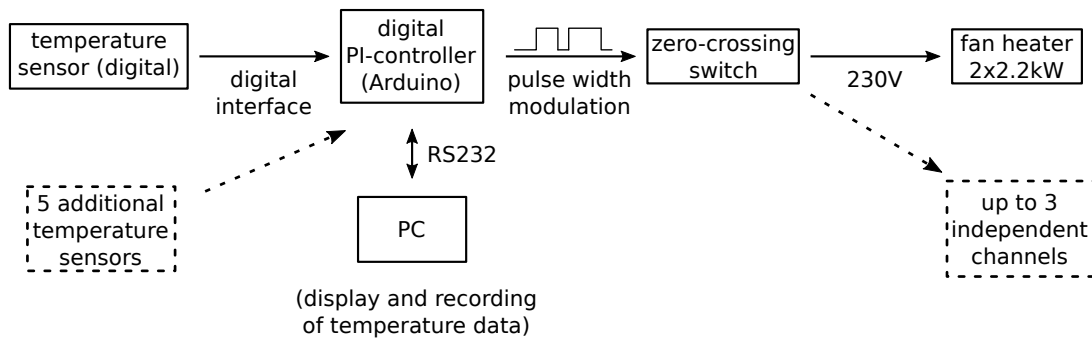 temperature
sensor (digital)
digital
interface
digital
PI-controller
(Arduino)
pulse width
modulation
zero-crossing
switch
230V
fan heater
2x2.2kW
RS232
5 additional
temperature
sensors
PC
up to 3
independent
channels
(display and recording
of temperature data)